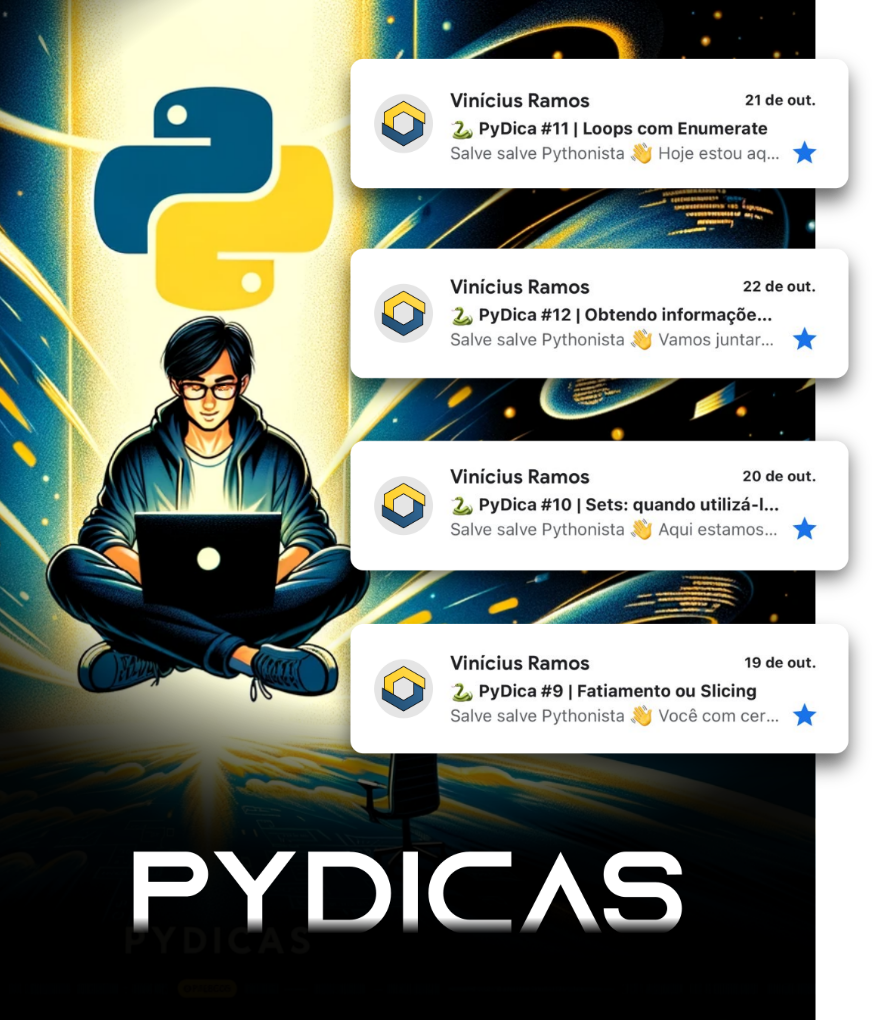 Vinícius Ramos
21 de out.
🐍 PyDica #11 | Loops com Enumerate
Salve salve Pythonista 👋 Hoje estou aq...
Vinícius Ramos
22 de out.
🐍 PyDica #12 | Obtendo informaçõe...
Salve salve Pythonista 👋 Vamos juntar...
Vinícius Ramos
20 de out.
🐍 PyDica #10 | Sets: quando utilizá-l...
Salve salve Pythonista 👋 Aqui estamos...
Vinícius Ramos
19 de out.
🐍 PyDica #9 | Fatiamento ou Slicing
Salve salve Pythonista 👋 Você com cer...
PYDICAS
PYDICAS